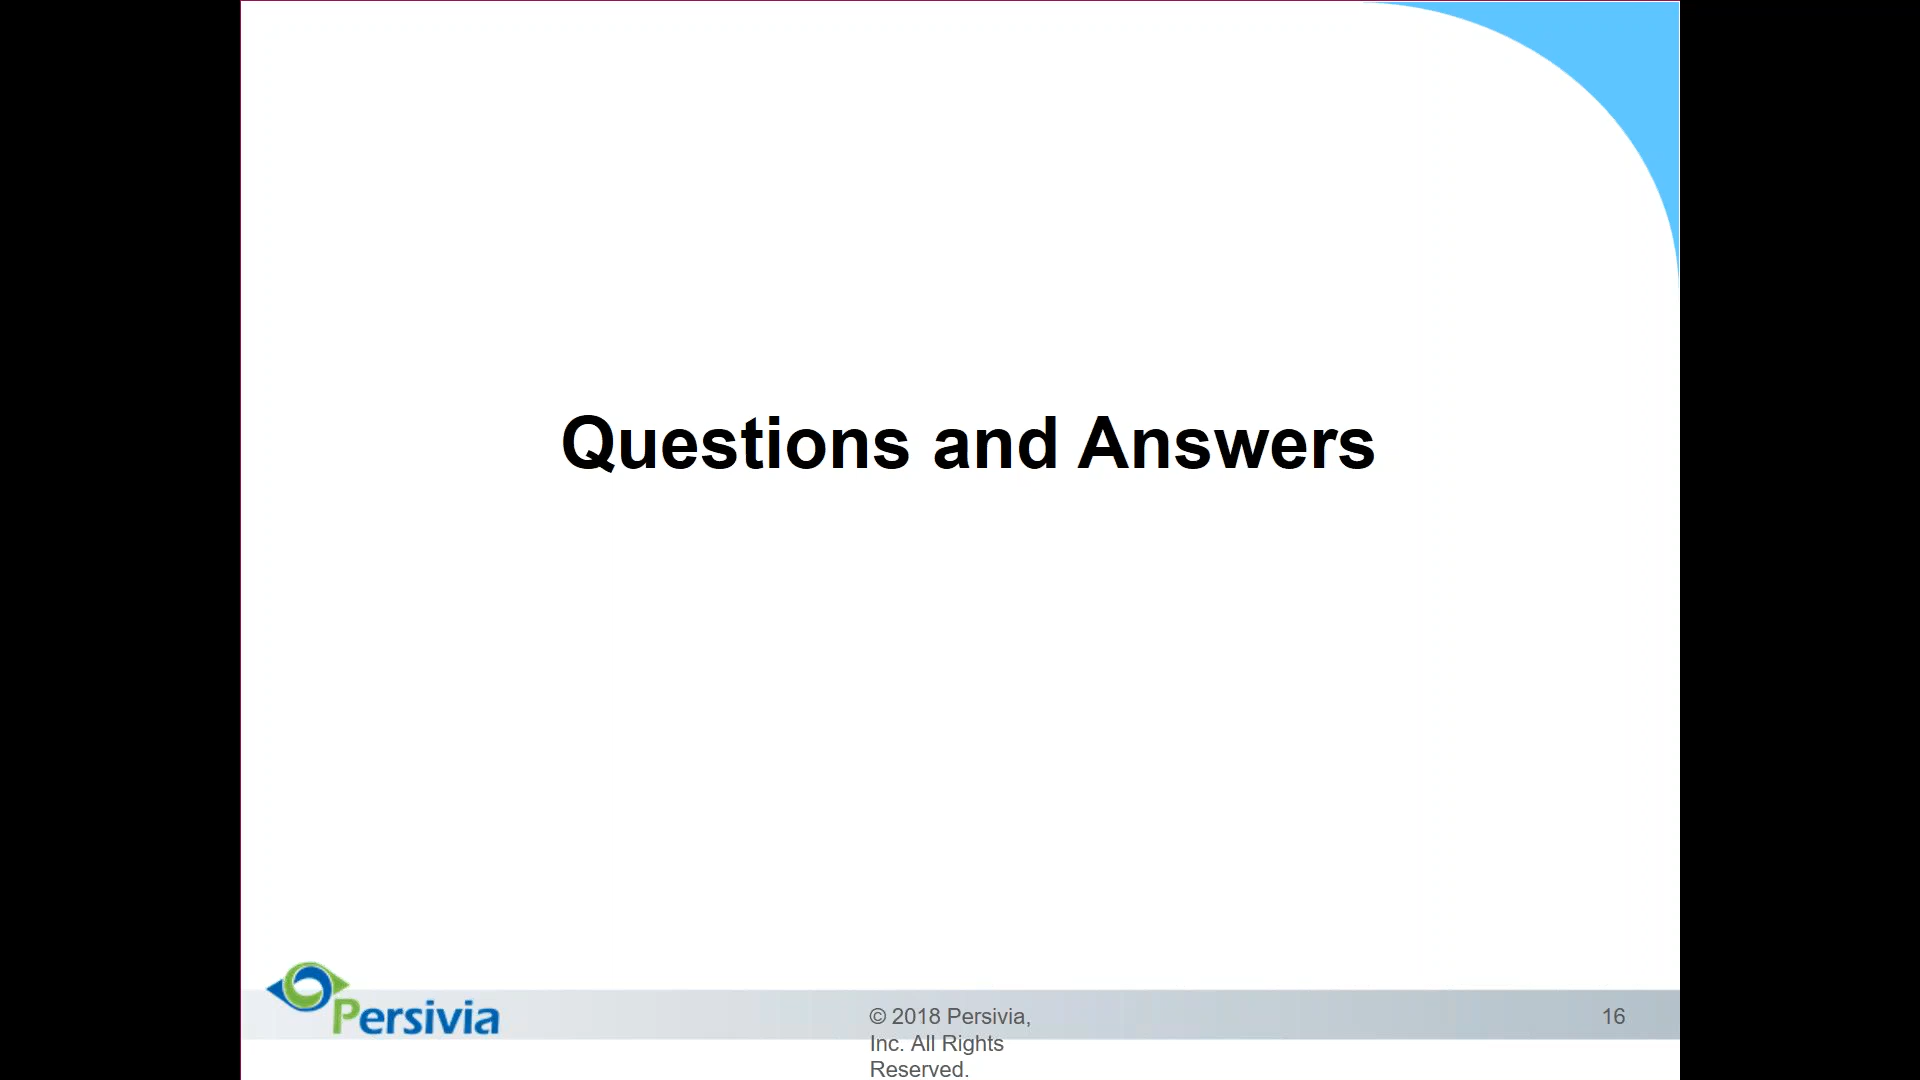 Questions and Answers
Persivia
© 2018 Persivia,
Inc. All Rights
Reserved.
16